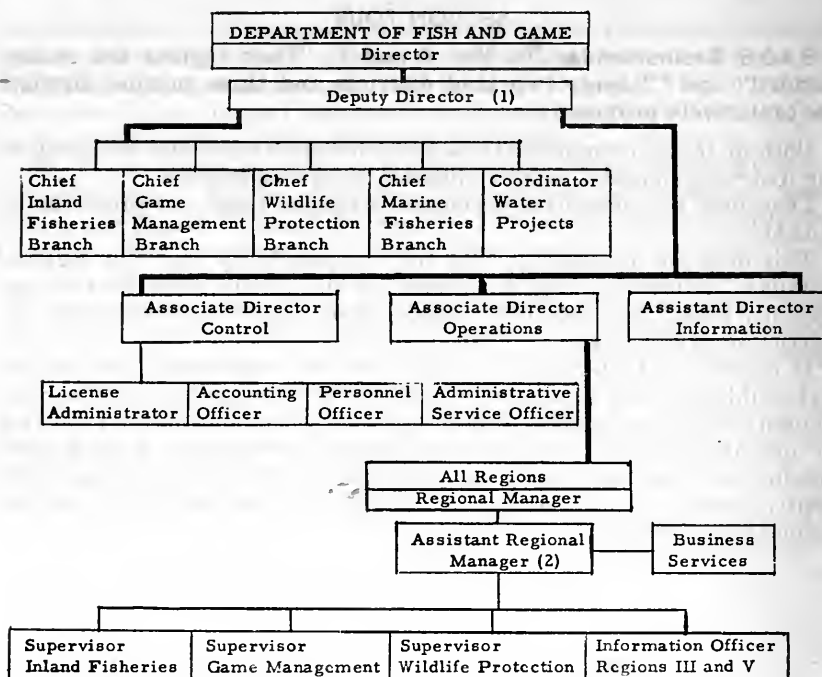 DEPARTMENT OF FISH AND GAME
Director
Deputy Director (1)
Chief
Inland
Fisheries
Branch
Chief
Game
Management
Branch
Chief
Wildlife
Protection
Branch
Chief
Marine
Fisheries
Branch
Coordinator
Water
Projects
Associate Director
Control
Associate Director
Operations
Assistant Director
Information
License
Administrator
Accounting
Officer
Personnel
Officer
Administrative
Service Officer
All Regions
Regional Manager
Assistant Regional
Manager (2)
Business
Services
Supervisor
Inland Fisheries
Supervisor
Game Management
Supervisor
Wildlife Protection
Information Officer
Regions III and V